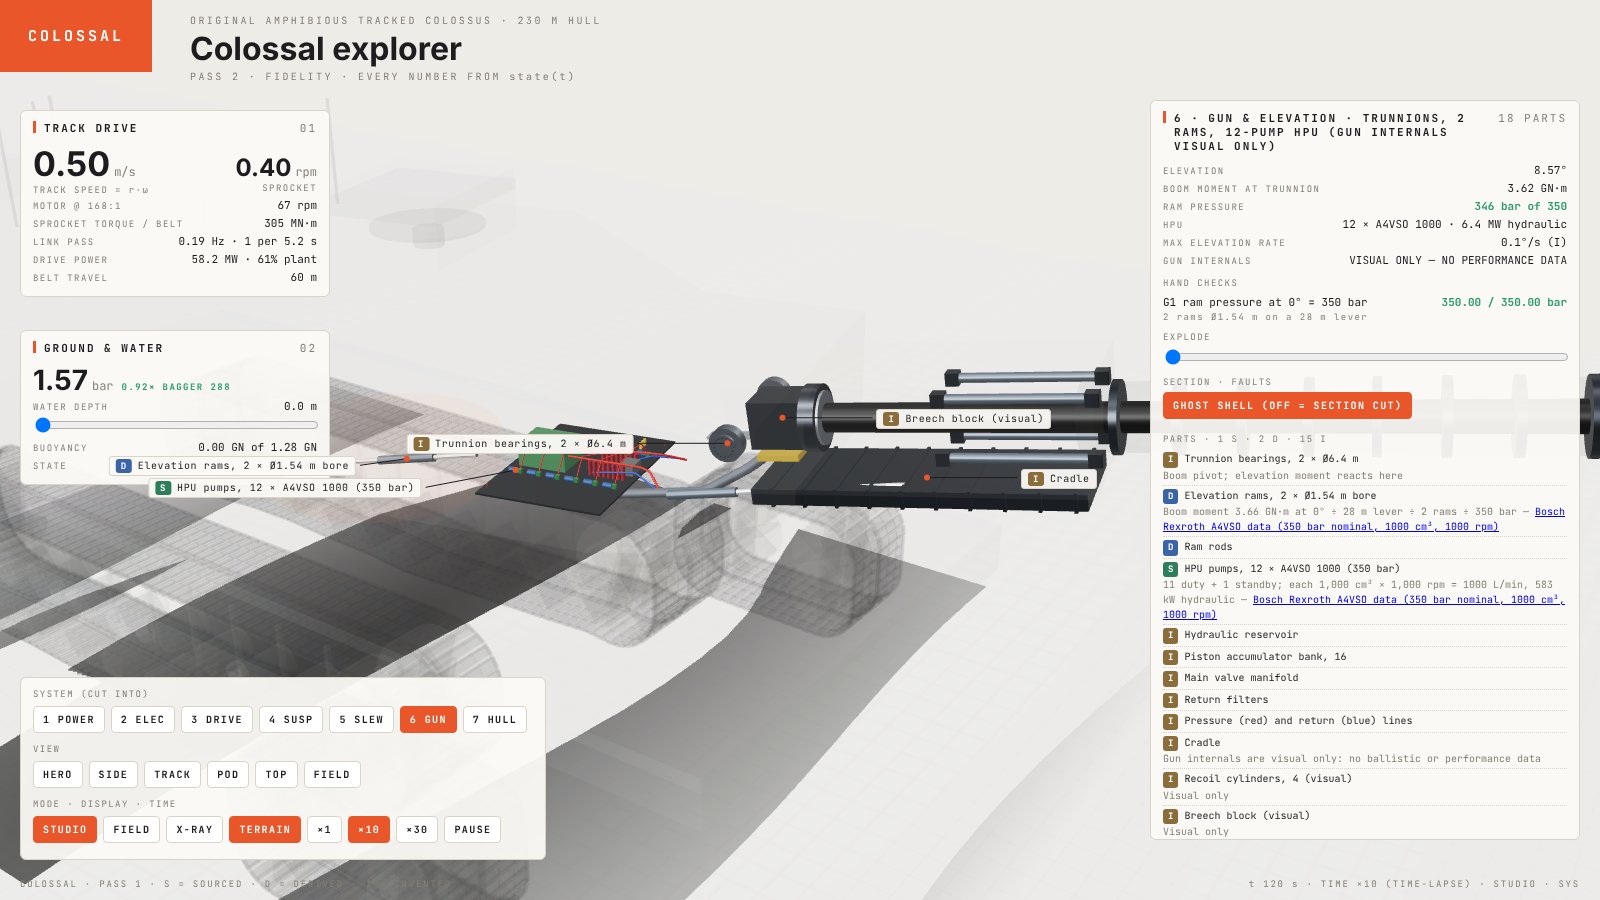 COLOSSAL
ORIGINAL AMPHIBIOUS TRACKED COLOSSUS · 230 M HULL
Colossal explorer
PASS 2 · FIDELITY · EVERY NUMBER FROM state(t)
TRACK DRIVE 01
0.50 m/s 0.40 rpm
TRACK SPEED = r·ω SPROCKET
MOTOR @ 168:1 67 rpm
SPROCKET TORQUE / BELT 305 MN·m
LINK PASS 0.19 Hz · 1 per 5.2 s
DRIVE POWER 58.2 MW · 61% plant
BELT TRAVEL 60 m
GROUND & WATER 02
1.57 bar 0.92× BAGGER 288
WATER DEPTH 0.0 m
BUOYANCY 0.00 GN of 1.28 GN
STATE
I Trunnion bearings, 2 × Ø6.4 m
D Elevation rams, 2 × Ø1.54 m bore
S HPU pumps, 12 × A4VSO 1000 (350 bar)
I Breech block (visual)
I Cradle
SYSTEM (CUT INTO)
1 POWER 2 ELEC 3 DRIVE 4 SUSP 5 SLEW 6 GUN 7 HULL
VIEW
HERO SIDE TRACK POD TOP FIELD
MODE · DISPLAY · TIME
STUDIO FIELD X-RAY TERRAIN ×1 ×10 ×30 PAUSE
COLOSSAL · PASS 1 · S = SOURCED · D = DERIVED · I = INVENTED
6 · GUN & ELEVATION · TRUNNIONS, 2 18 PARTS
RAMS, 12-PUMP HPU (GUN INTERNALS
VISUAL ONLY)
ELEVATION 8.57°
BOOM MOMENT AT TRUNNION 3.62 GN·m
RAM PRESSURE 346 bar of 350
HPU 12 × A4VSO 1000 · 6.4 MW hydraulic
MAX ELEVATION RATE 0.1°/s (I)
GUN INTERNALS VISUAL ONLY — NO PERFORMANCE DATA
HAND CHECKS
G1 ram pressure at 0° = 350 bar 350.00 / 350.00 bar
2 rams Ø1.54 m on a 28 m lever
EXPLODE
SECTION · FAULTS
GHOST SHELL (OFF = SECTION CUT)
PARTS · 1 S · 2 D · 15 I
I Trunnion bearings, 2 × Ø6.4 m
Boom pivot; elevation moment reacts here
D Elevation rams, 2 × Ø1.54 m bore
Boom moment 3.66 GN·m at 0° ÷ 28 m lever ÷ 2 rams ÷ 350 bar — Bosch
Rexroth A4VSO data (350 bar nominal, 1000 cm³, 1000 rpm)
D Ram rods
S HPU pumps, 12 × A4VSO 1000 (350 bar)
11 duty + 1 standby; each 1,000 cm³ × 1,000 rpm = 1000 L/min, 583
kW hydraulic — Bosch Rexroth A4VSO data (350 bar nominal, 1000 cm³,
1000 rpm)
I Hydraulic reservoir
I Piston accumulator bank, 16
I Main valve manifold
I Return filters
I Pressure (red) and return (blue) lines
I Cradle
Gun internals are visual only: no ballistic or performance data
I Recoil cylinders, 4 (visual)
Visual only
I Breech block (visual)
Visual only
t 120 s · TIME ×10 (TIME-LAPSE) · STUDIO · SYS